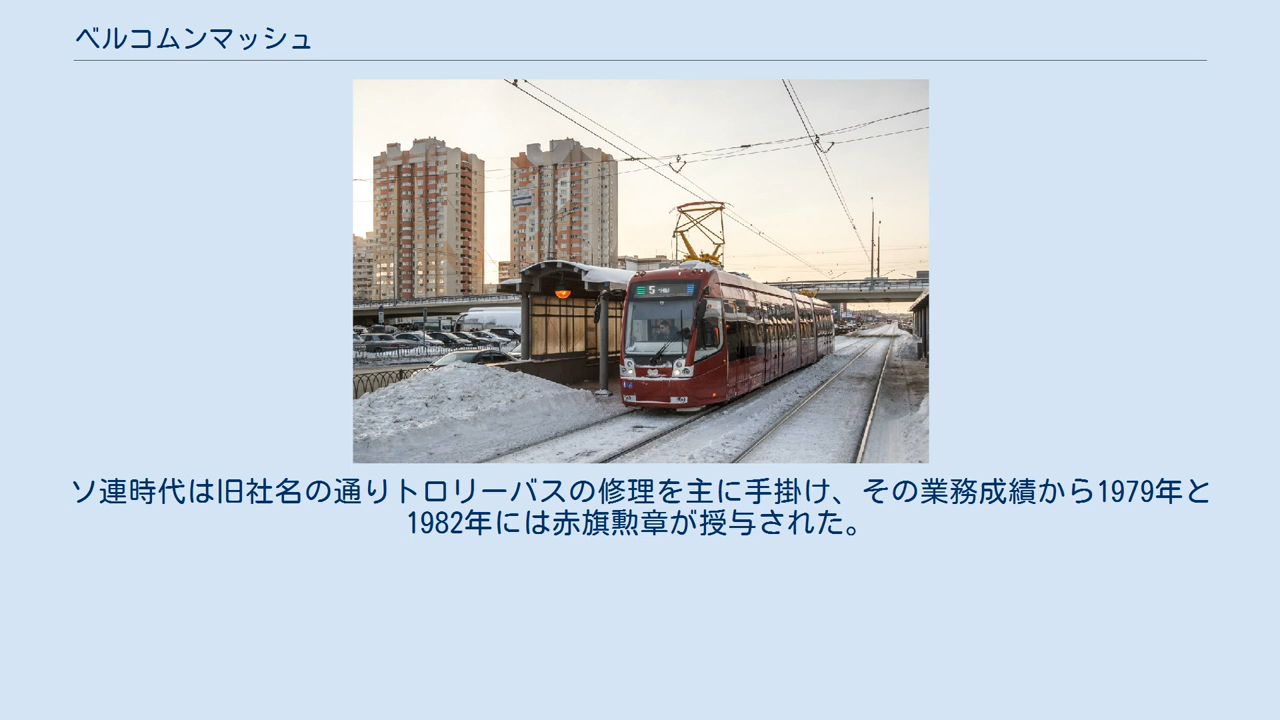 ベルコムンマッシュ
5
ソ連時代は旧社名の通りトロリーバスの修理を主に手掛け、その業務成績から1979年と
1982年には赤旗勲章が授与された。